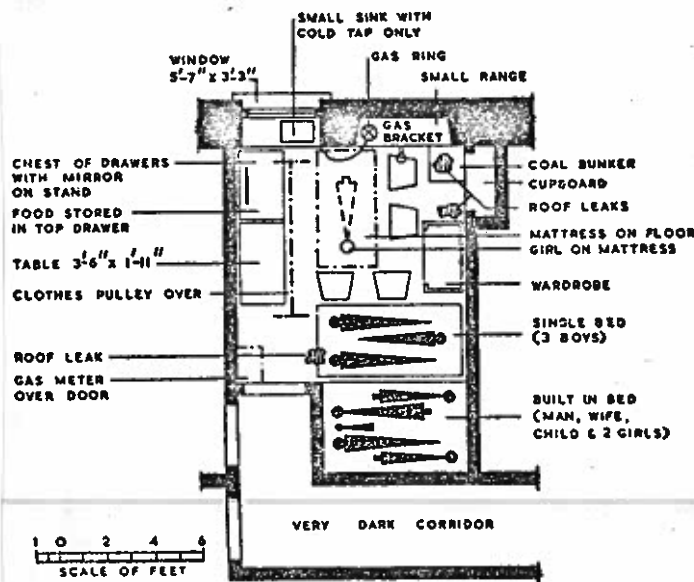 SMALL SINK WITH
COLD TAP ONLY
WINDOW
5'-7" x 3'-3"
GAS RING
SMALL RANGE
GAS
BRACKET
CHEST OF DRAWERS
WITH MIRROR
ON STAND
FOOD STORED
IN TOP DRAWER
TABLE 3'-6" x 1'-11"
CLOTHES PULLEY OVER
ROOF LEAK
GAS METER
OVER DOOR
COAL BUNKER
CUPBOARD
ROOF LEAKS
MATTRESS ON FLOOR
GIRL ON MATTRESS
WARDROBE
SINGLE BED
(3 BOYS)
BUILT IN BED
(MAN, WIFE,
CHILD & 2 GIRLS)
VERY DARK CORRIDOR
1 0 2 4 6
SCALE OF FEET